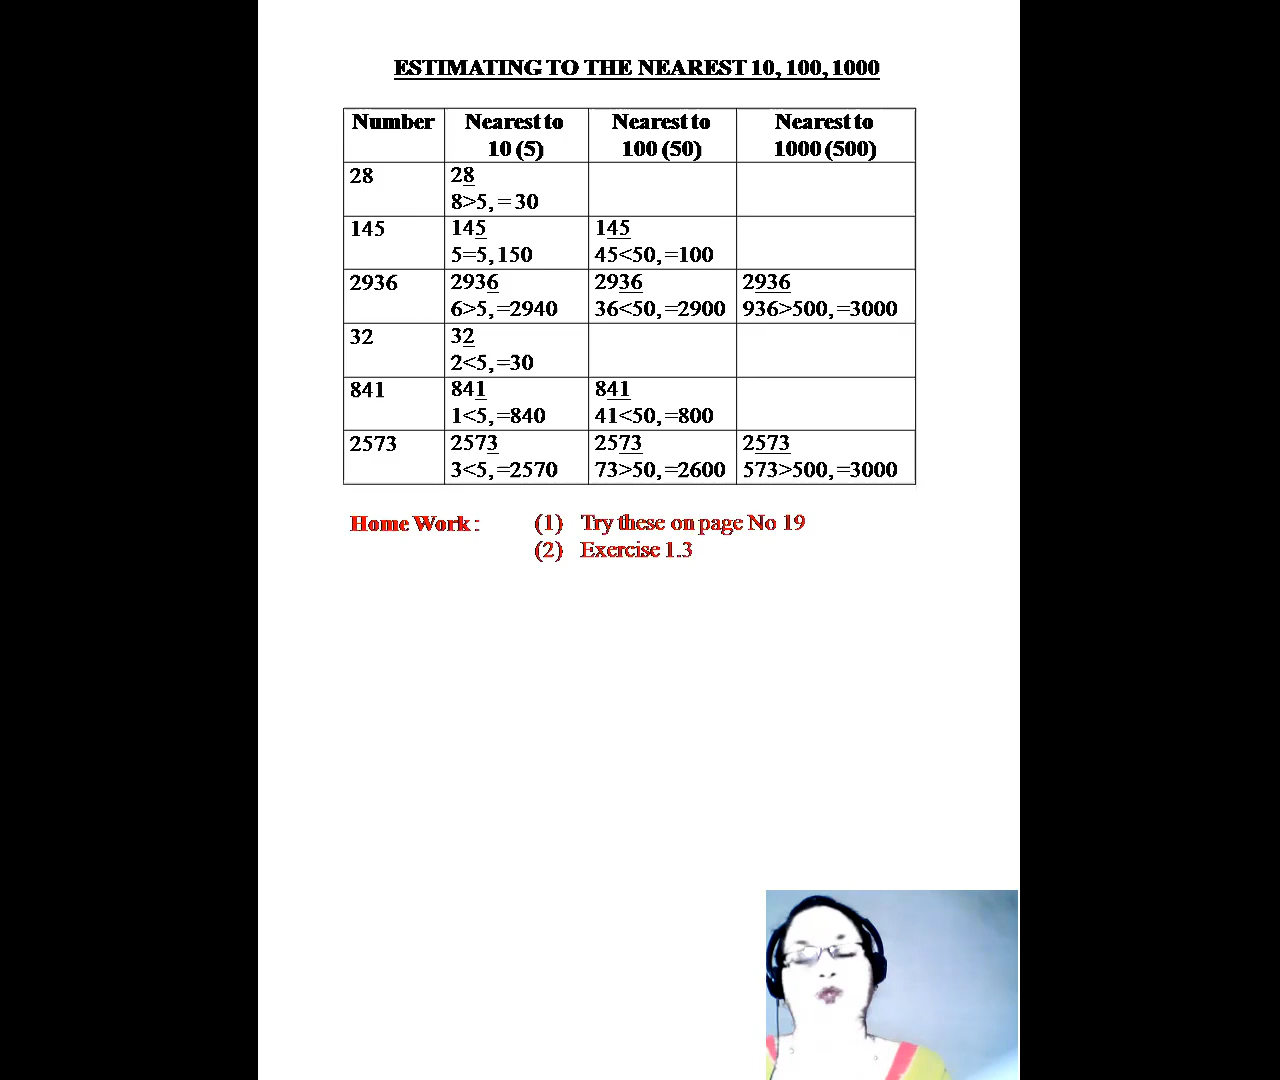 ESTIMATING TO THE NEAREST 10, 100, 1000
Number Nearest to 10 (5) Nearest to 100 (50) Nearest to 1000 (500)
28 28
8>5, = 30
145 145 145
5=5, 150 45<50, =100
2936 2936 2936 2936
6>5, =2940 36<50, =2900 936>500, =3000
32 32
2<5, =30
841 841 841
1<5, =840 41<50, =800
2573 2573 2573 2573
3<5, =2570 73>50, =2600 573>500, =3000
Home Work : (1) Try these on page No 19
(2) Exercise 1.3